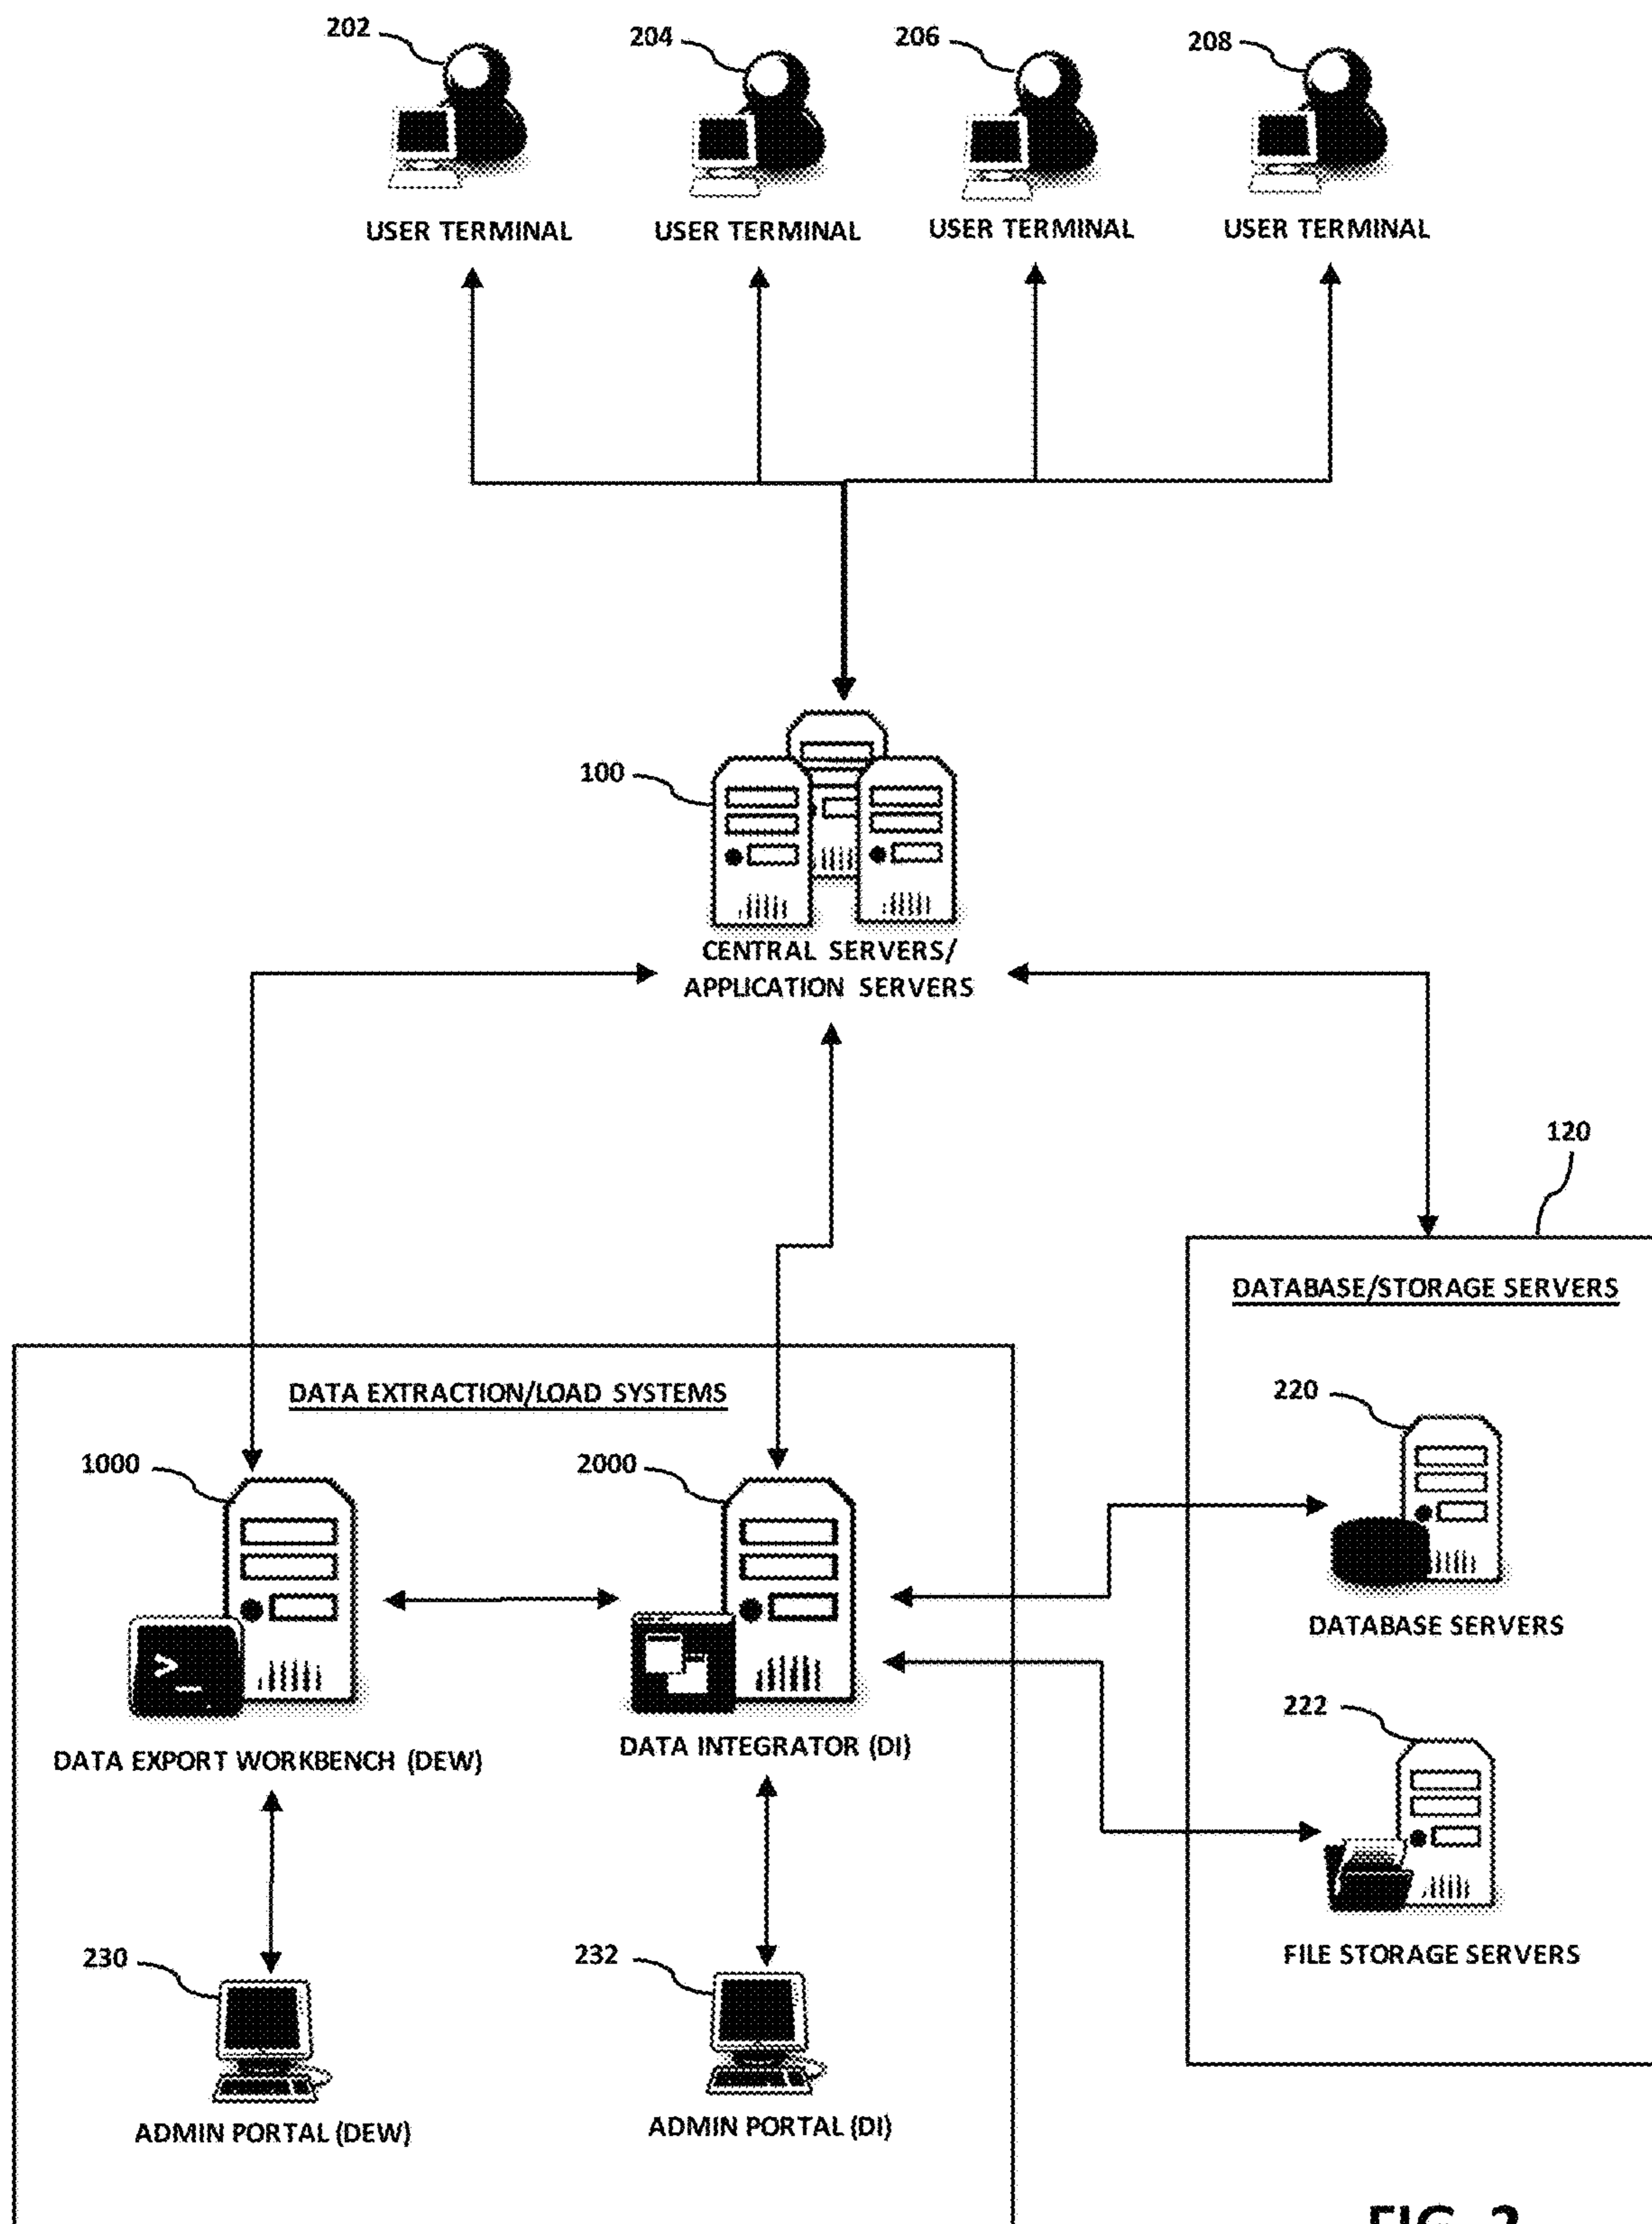 202
204
206
208
USER TERMINAL
USER TERMINAL
USER TERMINAL
USER TERMINAL
100
CENTRAL SERVERS/
APPLICATION SERVERS
120
DATABASE/STORAGE SERVERS
DATA EXTRACTION/LOAD SYSTEMS
220
1000
2000
>_
DATABASE SERVERS
222
DATA EXPORT WORKBENCH (DEW)
DATA INTEGRATOR (DI)
230
232
FILE STORAGE SERVERS
ADMIN PORTAL (DEW)
ADMIN PORTAL (DI)
FIG. 2